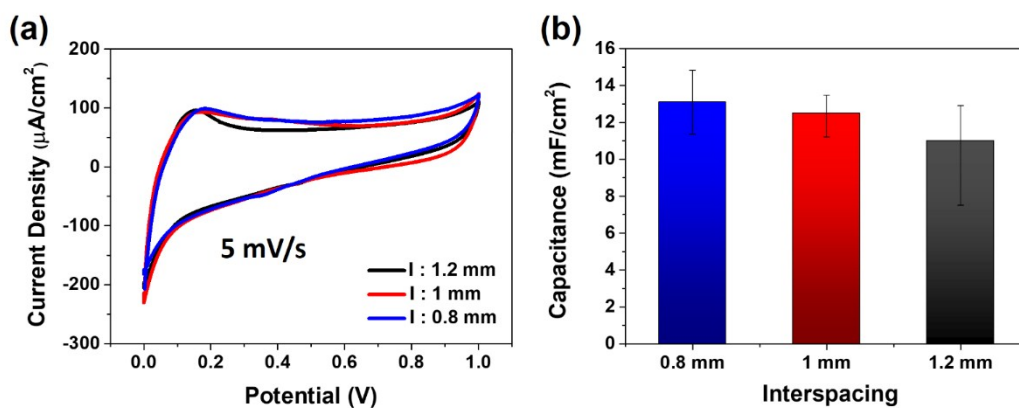 (a)
Current Density (μA/cm²)
200
100
0
-100
-200
-300
5 mV/s
I : 1.2 mm
I : 1 mm
I : 0.8 mm
0.0 0.2 0.4 0.6 0.8 1.0
Potential (V)
(b)
Capacitance (mF/cm²)
16
14
12
10
8
6
4
2
0
0.8 mm 1 mm 1.2 mm
Interspacing